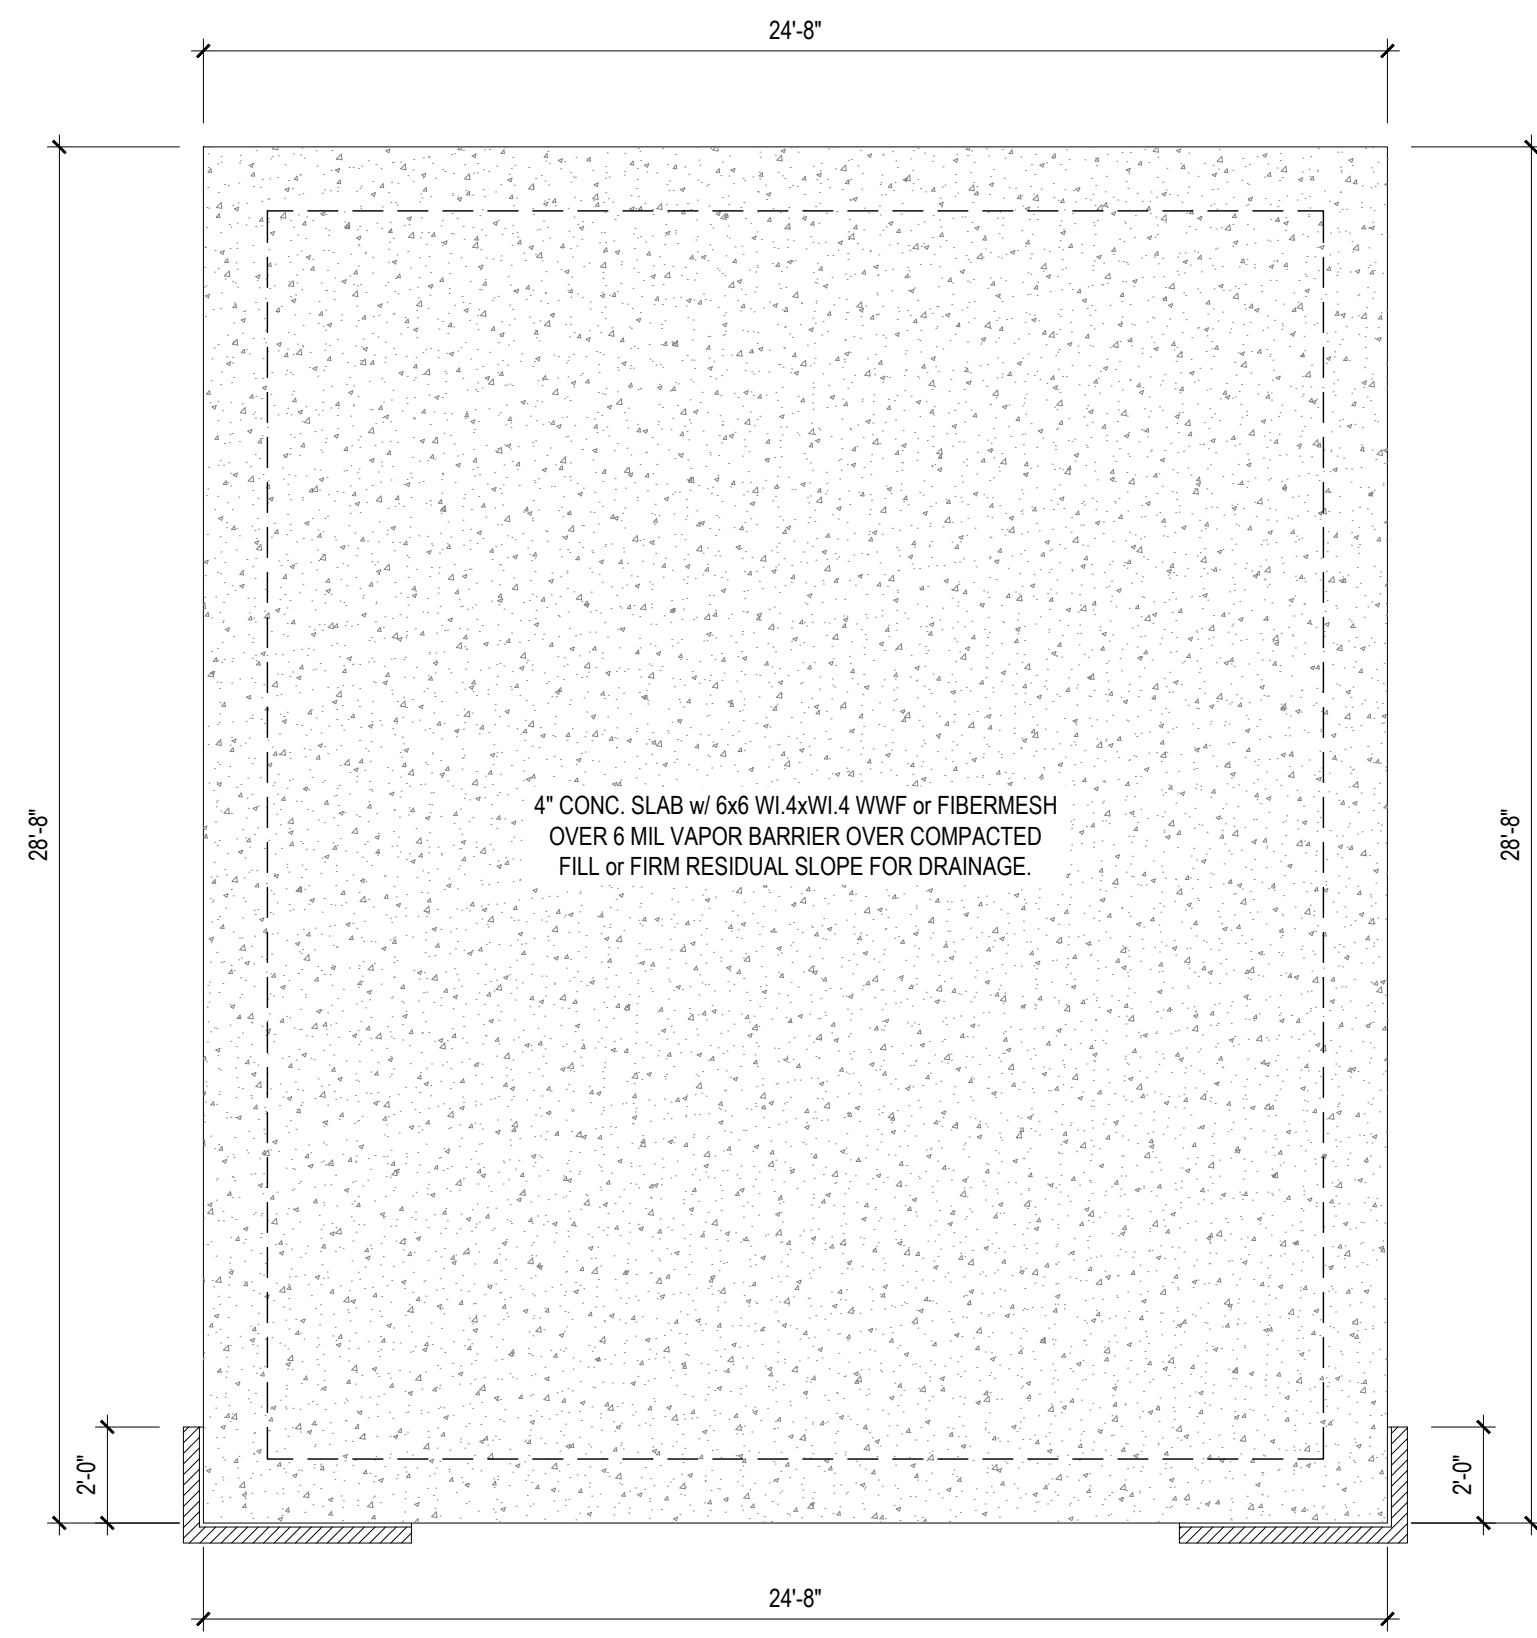 24'-8"
28'-8"
28'-8"
4" CONC. SLAB w/ 6x6 WI.4xWI.4 WWF or FIBERMESH
OVER 6 MIL VAPOR BARRIER OVER COMPACTED
FILL or FIRM RESIDUAL SLOPE FOR DRAINAGE.
2'-0"
2'-0"
24'-8"